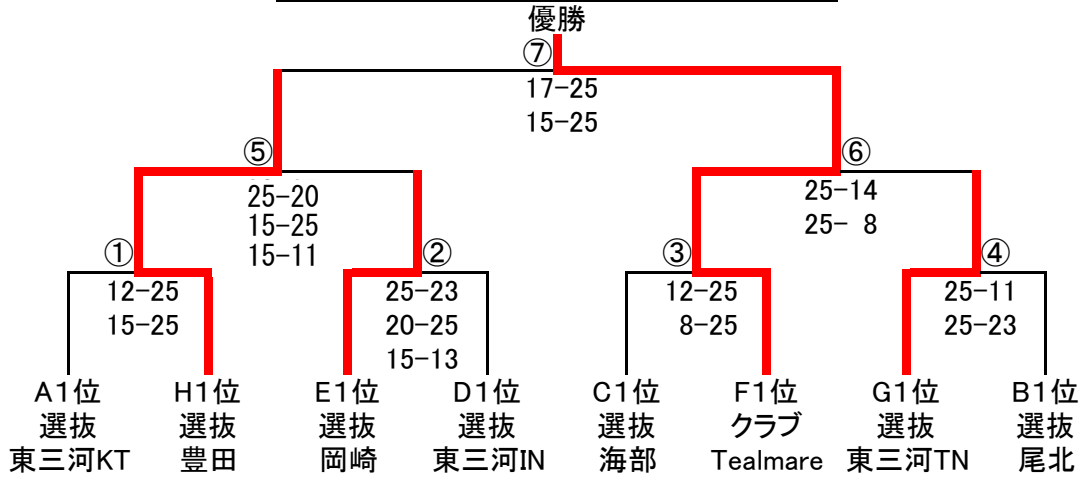 優勝
⑦
17-25
15-25
⑤
25-20
15-25
15-11
⑥
25-14
25- 8
①
12-25
15-25
②
25-23
20-25
15-13
③
12-25
8-25
④
25-11
25-23
A1位
選抜
東三河KT
H1位
選抜
豊田
E1位
選抜
岡崎
D1位
選抜
東三河IN
C1位
選抜
海部
F1位
クラブ
Tealmare
G1位
選抜
東三河TN
B1位
選抜
尾北